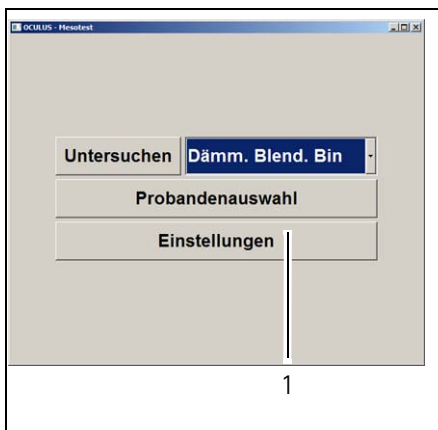 OCULUS - Mesotest
Untersuchen Dämm. Blend. Bin
Probandenauswahl
Einstellungen
1